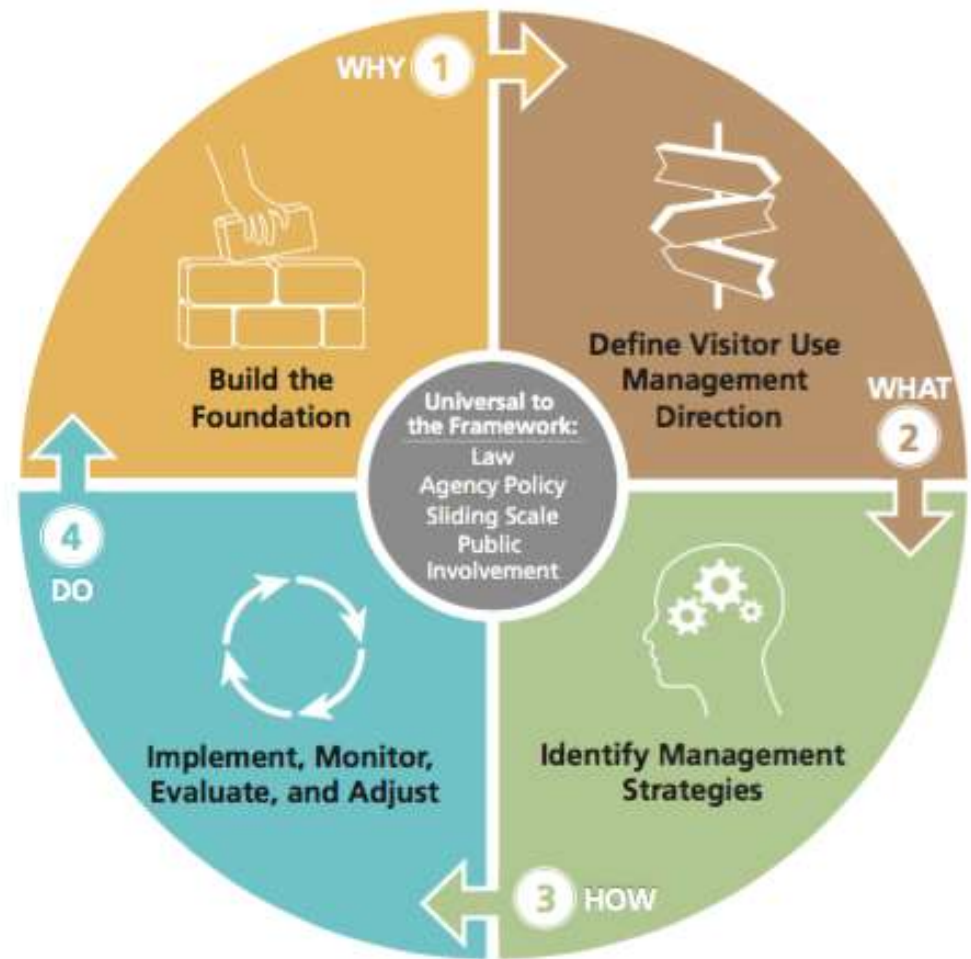 WHY 1
Build the
Foundation
Define Visitor Use
Management
Direction
WHAT
2
Universal to
the Framework:
Law
Agency Policy
Sliding Scale
Public
Involvement
Identify Management
Strategies
3 HOW
4
DO
Implement, Monitor,
Evaluate, and Adjust